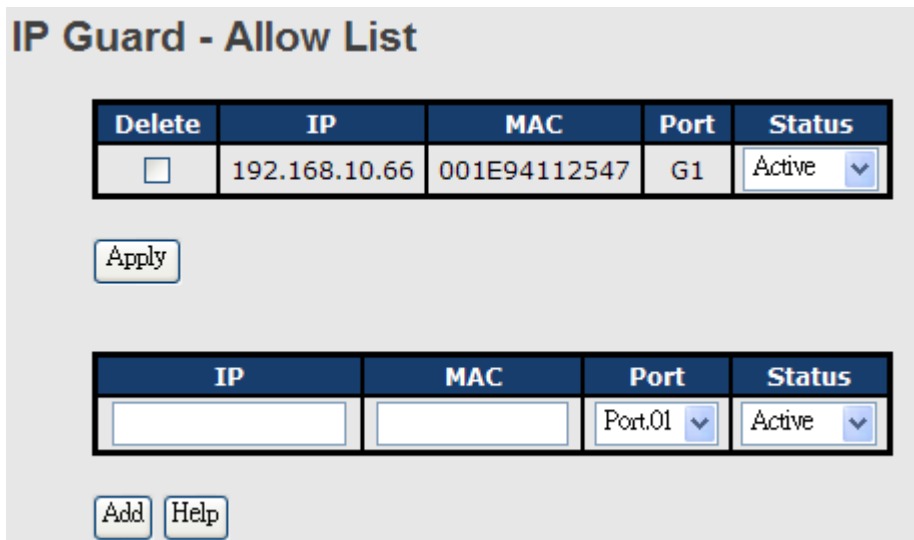 IP Guard - Allow List
Delete IP MAC Port Status
192.168.10.66 001E94112547 G1 Active
Apply
IP MAC Port Status
Port.01 Active
Add Help